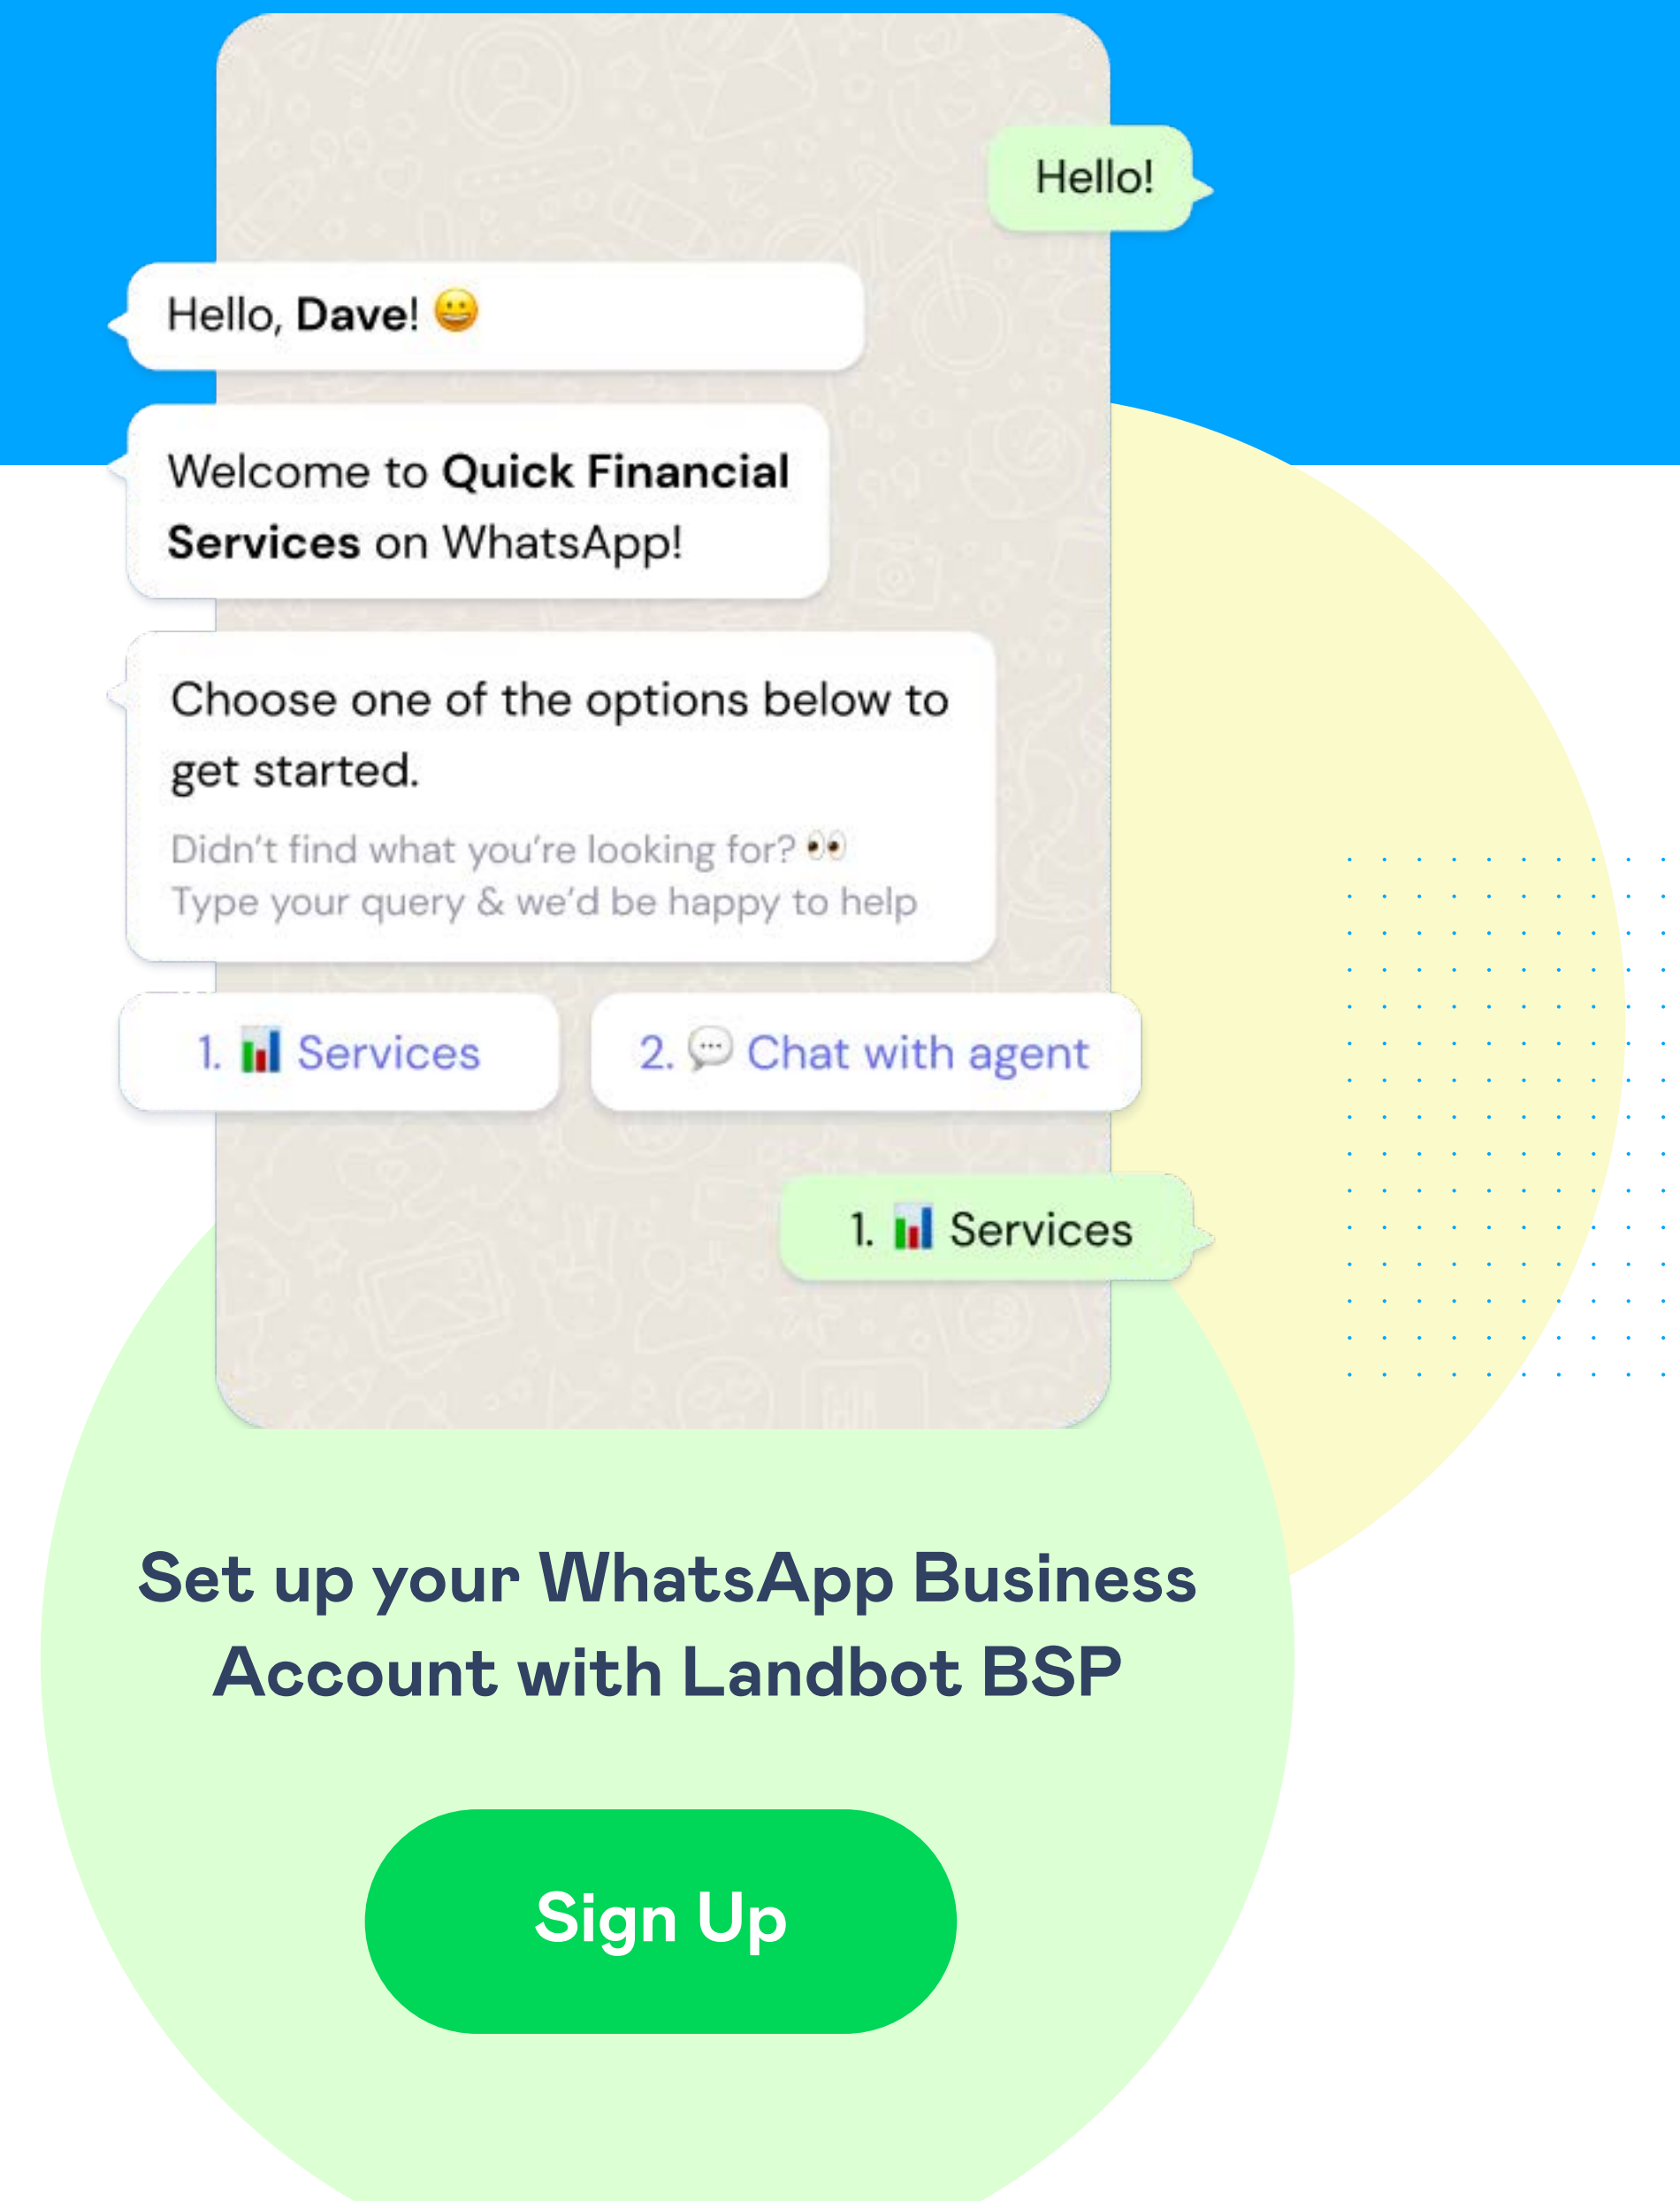 Hello!
Hello, Dave! 😀
Welcome to Quick Financial
Services on WhatsApp!
Choose one of the options below to
get started.
Didn't find what you're looking for? 👀
Type your query & we'd be happy to help
1. 📊 Services
2. 💬 Chat with agent
1. 📊 Services
Set up your WhatsApp Business
Account with Landbot BSP
Sign Up